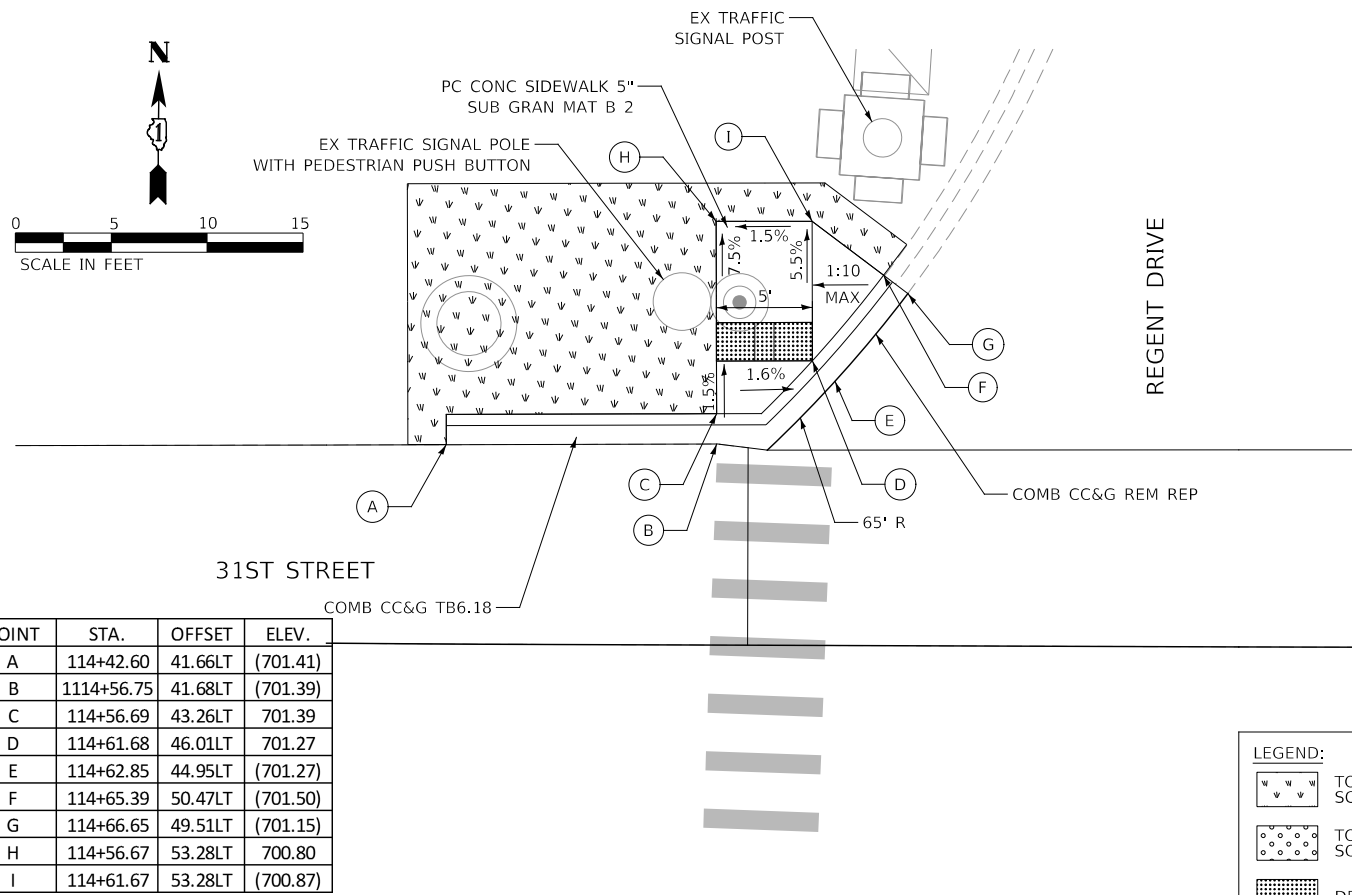 EX TRAFFIC
SIGNAL POST
N
1
PC CONC SIDEWALK 5"
SUB GRAN MAT B 2
EX TRAFFIC SIGNAL POLE
WITH PEDESTRIAN PUSH BUTTON
H
I
0 5 10 15
SCALE IN FEET
1.5%
7.5%
5.5%
1:10
MAX
5'
REGENT DRIVE
G
F
1.6%
1.5%
E
A
C
D
B
COMB CC&G REM REP
65' R
31ST STREET
COMB CC&G TB6.18
OINT STA. OFFSET ELEV.
A 114+42.60 41.66LT (701.41)
B 1114+56.75 41.68LT (701.39)
C 114+56.69 43.26LT 701.39
D 114+61.68 46.01LT 701.27
E 114+62.85 44.95LT (701.27)
F 114+65.39 50.47LT (701.50)
G 114+66.65 49.51LT (701.15)
H 114+56.67 53.28LT 700.80
I 114+61.67 53.28LT (700.87)
LEGEND:
TO
SO
TO
SO